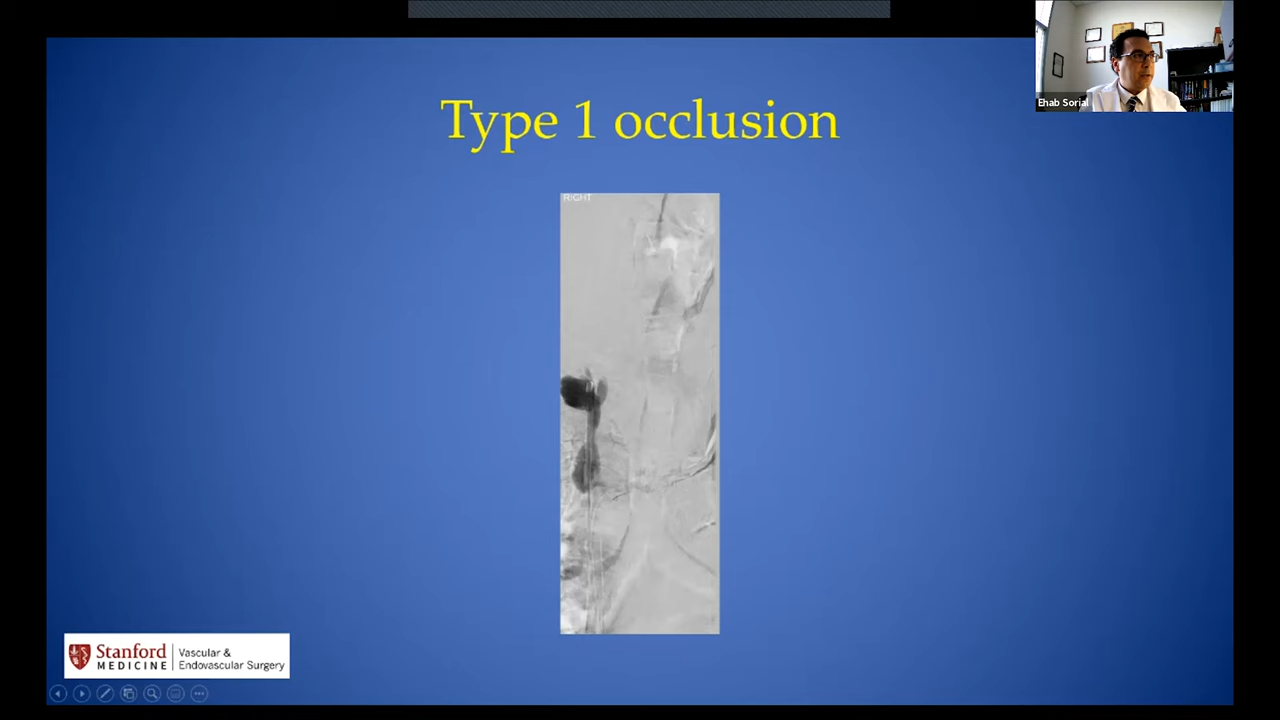 Type 1 occlusion
Ehab Sorial
RIGHT
Stanford
MEDICINE
Vascular &
Endovascular Surgery